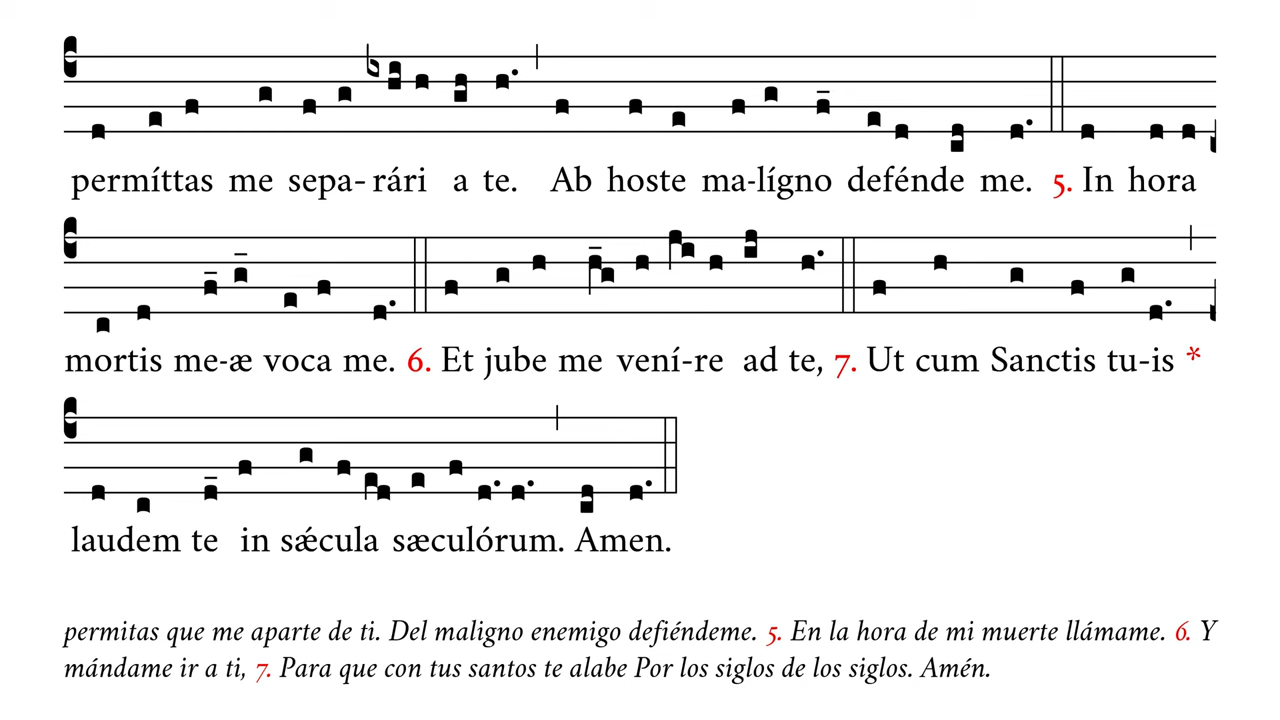 permíttas me sepa-rári a te. Ab hoste ma-lígno defénde me. 5. In hora
mortis me-æ voca me. 6. Et jube me vení-re ad te, 7. Ut cum Sanctis tu-is *
laudem te in sǽcula sæculórum. Amen.
permitas que me aparte de ti. Del maligno enemigo defiéndeme. 5. En la hora de mi muerte llámame. 6. Y
mándame ir a ti, 7. Para que con tus santos te alabe Por los siglos de los siglos. Amén.